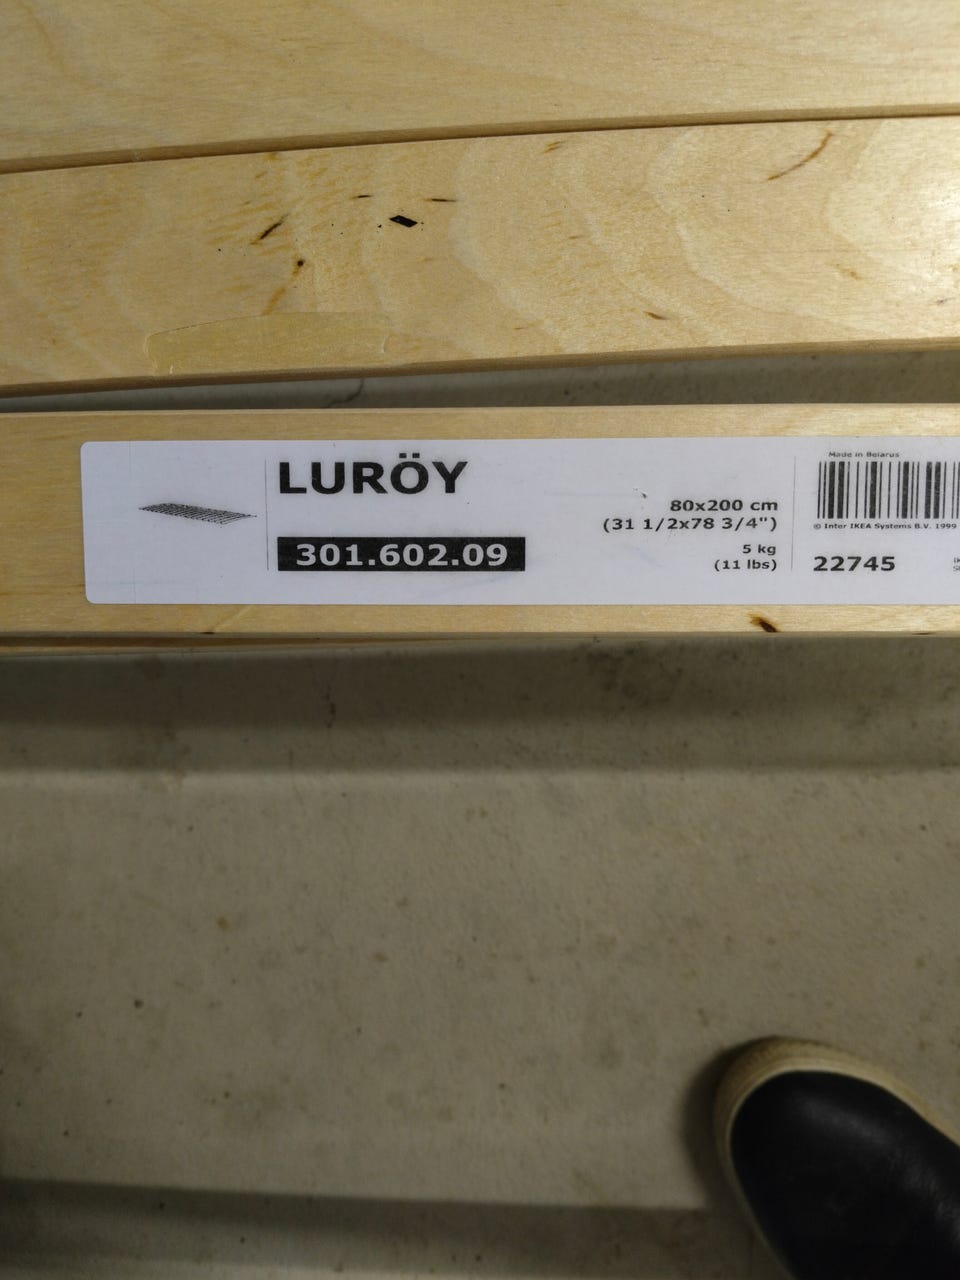 LURÖY
301.602.09
80x200 cm
(31 1/2x78 3/4")
5 kg
(11 lbs)
Made in Belarus
© Inter IKEA Systems B.V. 1999
22745